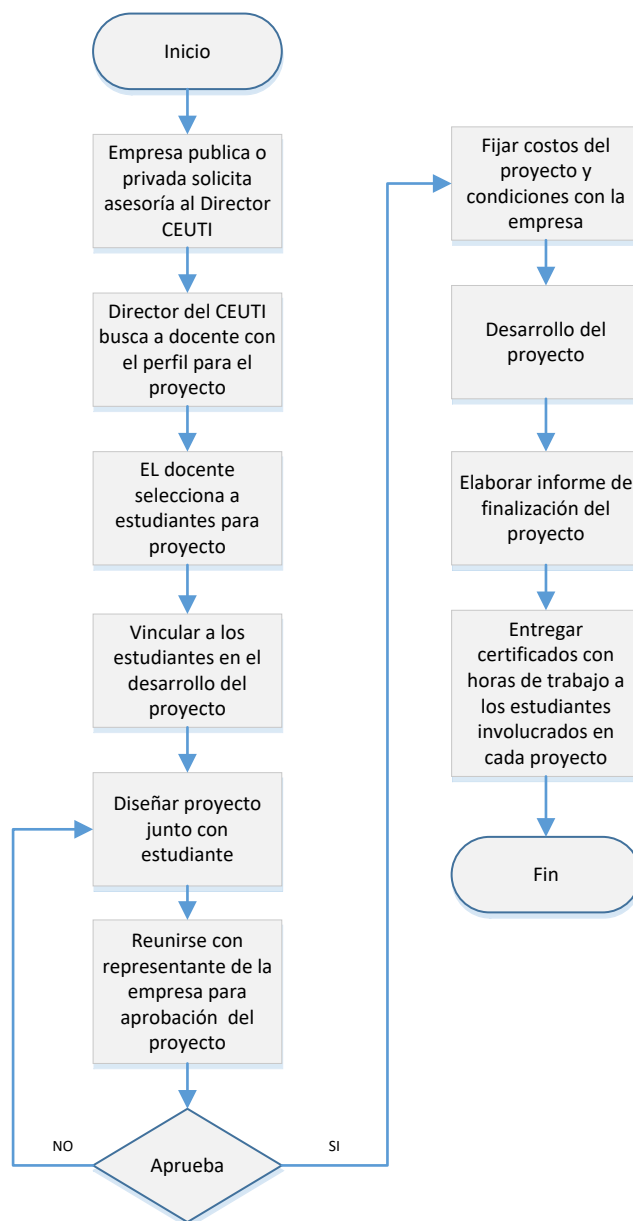 Inicio
Empresa publica o
privada solicita
asesoría al Director
CEUTI
Director del CEUTI
busca a docente con
el perfil para el
proyecto
EL docente
selecciona a
estudiantes para
proyecto
Vincular a los
estudiantes en el
desarrollo del
proyecto
Diseñar proyecto
junto con
estudiante
Reunirse con
representante de la
empresa para
aprobación del
proyecto
NO
Aprueba
SI
Fijar costos del
proyecto y
condiciones con la
empresa
Desarrollo del
proyecto
Elaborar informe de
finalización del
proyecto
Entregar
certificados con
horas de trabajo a
los estudiantes
involucrados en
cada proyecto
Fin